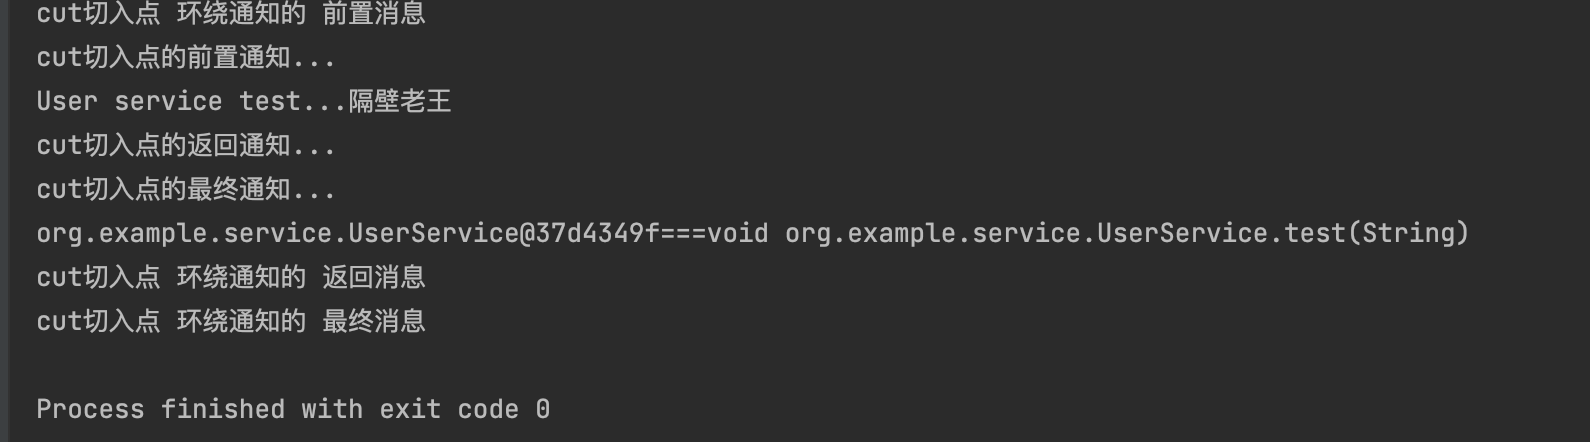 cut切入点 环绕通知的 前置消息
cut切入点的前置通知...
User service test...隔壁老王
cut切入点的返回通知...
cut切入点的最终通知...
org.example.service.UserService@37d4349f===void org.example.service.UserService.test(String)
cut切入点 环绕通知的 返回消息
cut切入点 环绕通知的 最终消息
Process finished with exit code 0